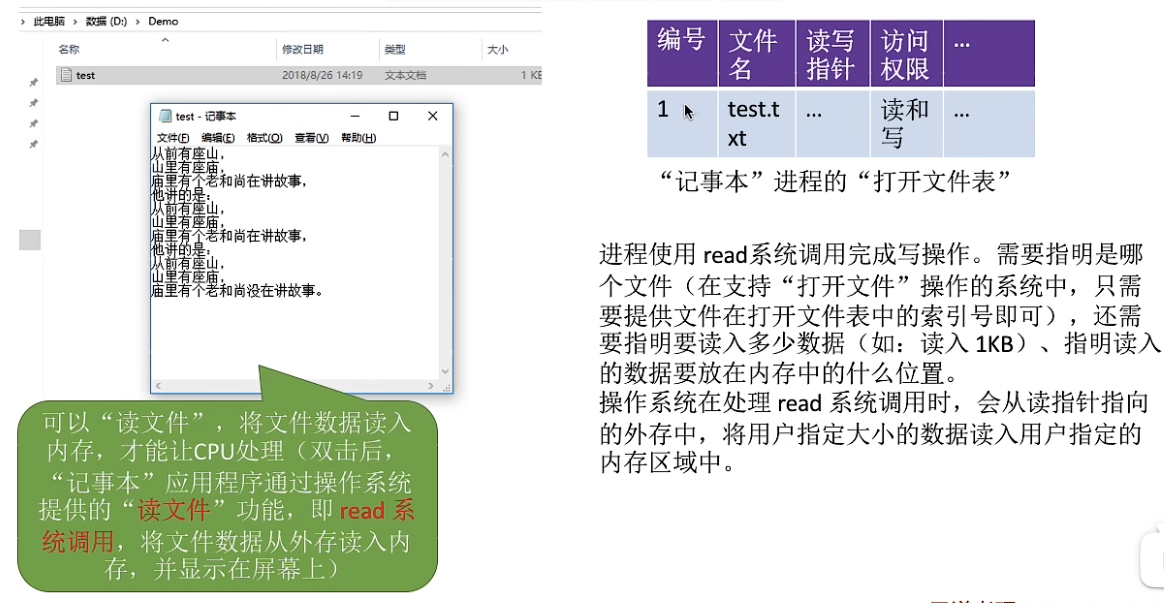 › 此电脑 › 数据 (D:) › Demo
名称 修改日期 类型 大小
test 2018/8/26 14:19 文本文档 1 KB
test - 记事本
文件(F) 编辑(E) 格式(O) 查看(V) 帮助(H)
从前有座山，
山里有座庙，
庙里有个老和尚在讲故事，
他讲的是：
从前有座山，
山里有座庙，
庙里有个老和尚在讲故事，
他讲的是：
从前有座山，
山里有座庙，
庙里有个老和尚没在讲故事。
可以“读文件”，将文件数据读入
内存，才能让CPU处理（双击后，
“记事本”应用程序通过操作系统
提供的“读文件”功能，即 read 系
统调用，将文件数据从外存读入内
存，并显示在屏幕上）
编号 文件 读写 访问 ...
名 指针 权限
1 test.t ... 读和 ...
xt 写
“记事本”进程的“打开文件表”
进程使用 read系统调用完成写操作。需要指明是哪
个文件（在支持“打开文件”操作的系统中，只需
要提供文件在打开文件表中的索引号即可），还需
要指明要读入多少数据（如：读入 1KB）、指明读入
的数据要放在内存中的什么位置。
操作系统在处理 read 系统调用时，会从读指针指向
的外存中，将用户指定大小的数据读入用户指定的
内存区域中。